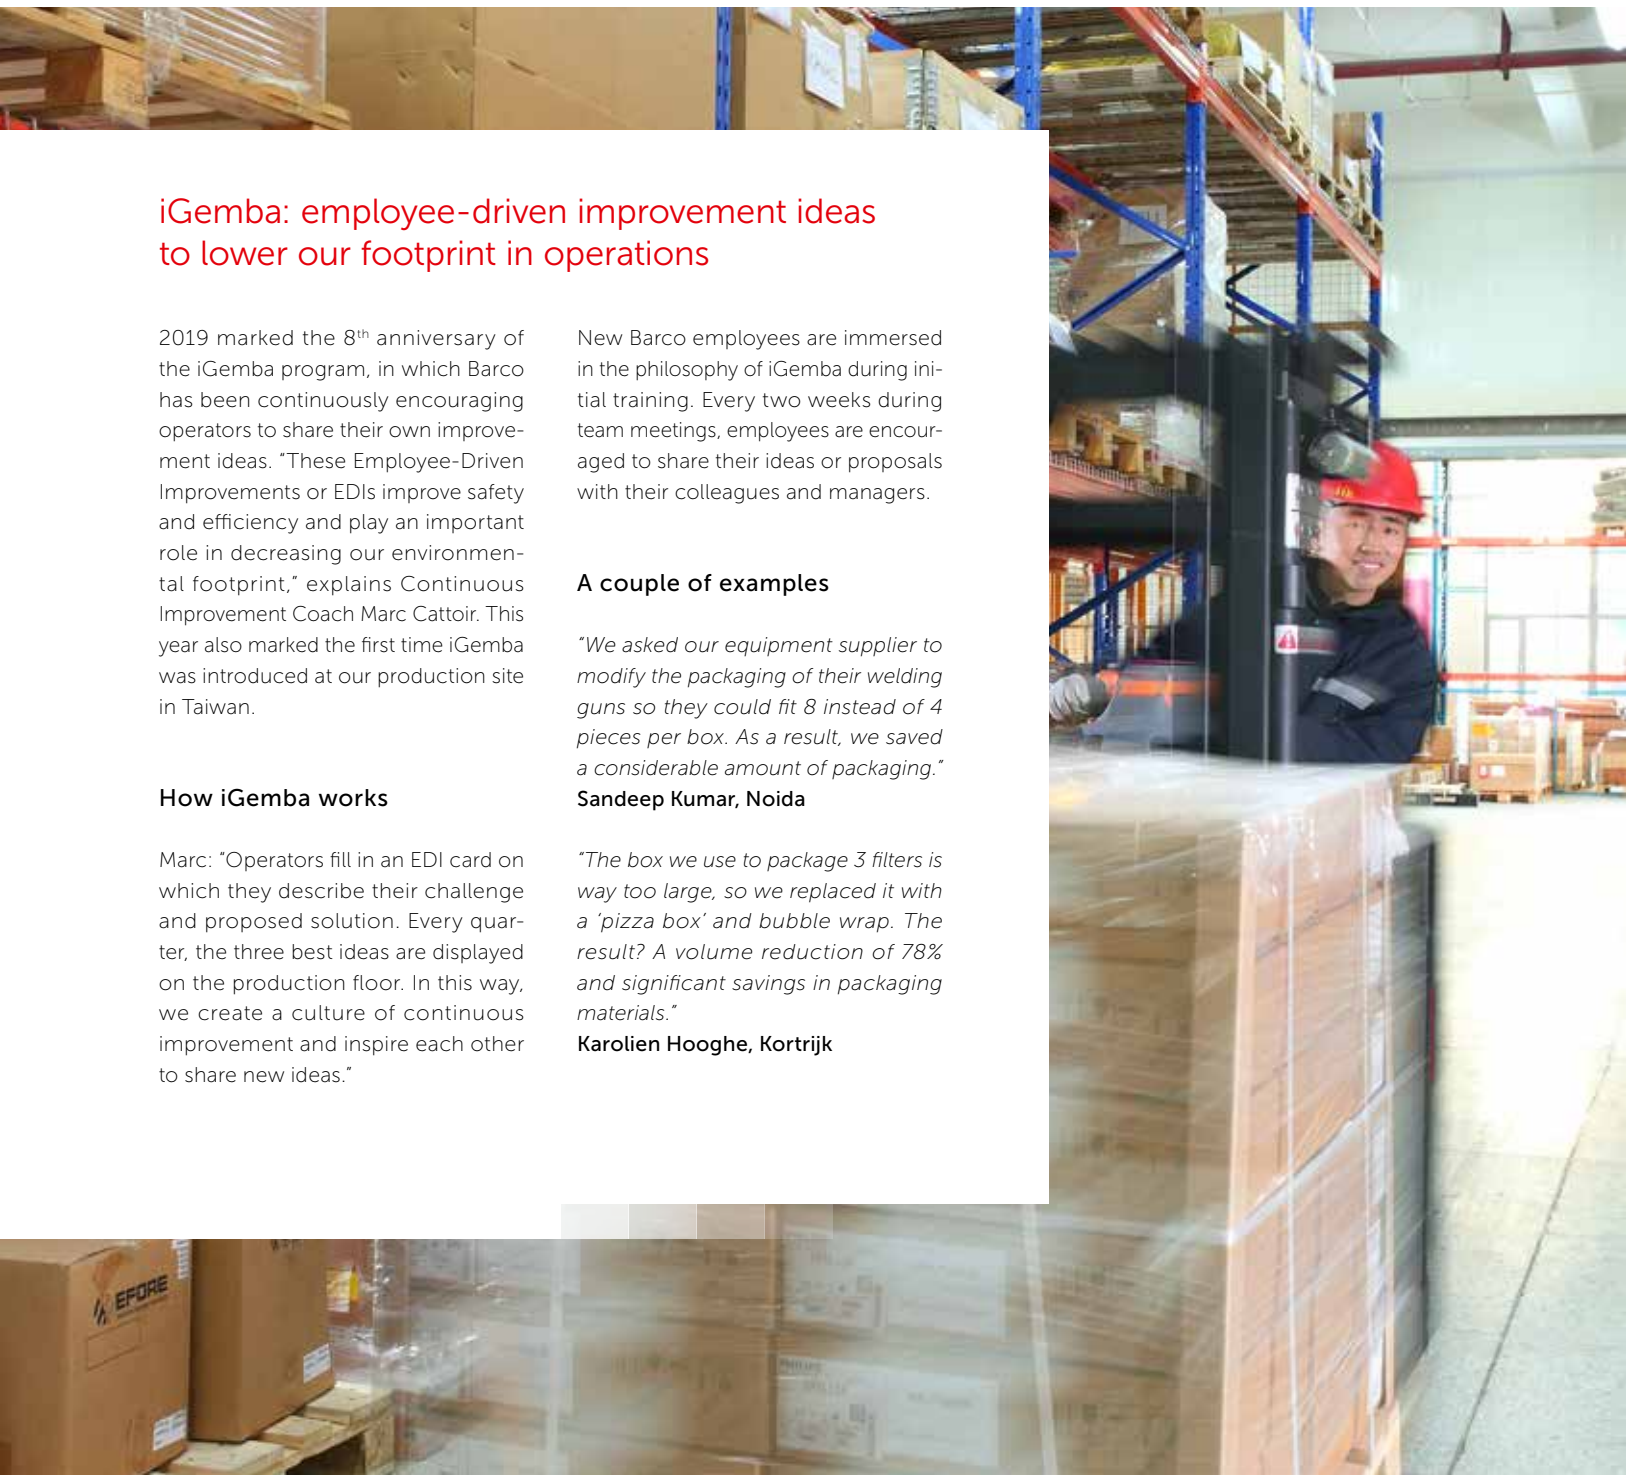 iGemba: employee-driven improvement ideas
to lower our footprint in operations
2019 marked the 8th anniversary of
the iGemba program, in which Barco
has been continuously encouraging
operators to share their own improve-
ment ideas. “These Employee-Driven
Improvements or EDIs improve safety
and efficiency and play an important
role in decreasing our environmen-
tal footprint,” explains Continuous
Improvement Coach Marc Cattoir. This
year also marked the first time iGemba
was introduced at our production site
in Taiwan.
How iGemba works
Marc: “Operators fill in an EDI card on
which they describe their challenge
and proposed solution. Every quar-
ter, the three best ideas are displayed
on the production floor. In this way,
we create a culture of continuous
improvement and inspire each other
to share new ideas.”
New Barco employees are immersed
in the philosophy of iGemba during ini-
tial training. Every two weeks during
team meetings, employees are encour-
aged to share their ideas or proposals
with their colleagues and managers.
A couple of examples
“We asked our equipment supplier to
modify the packaging of their welding
guns so they could fit 8 instead of 4
pieces per box. As a result, we saved
a considerable amount of packaging.”
Sandeep Kumar, Noida
“The box we use to package 3 filters is
way too large, so we replaced it with
a ‘pizza box’ and bubble wrap. The
result? A volume reduction of 78%
and significant savings in packaging
materials.”
Karolien Hooghe, Kortrijk
EFORE